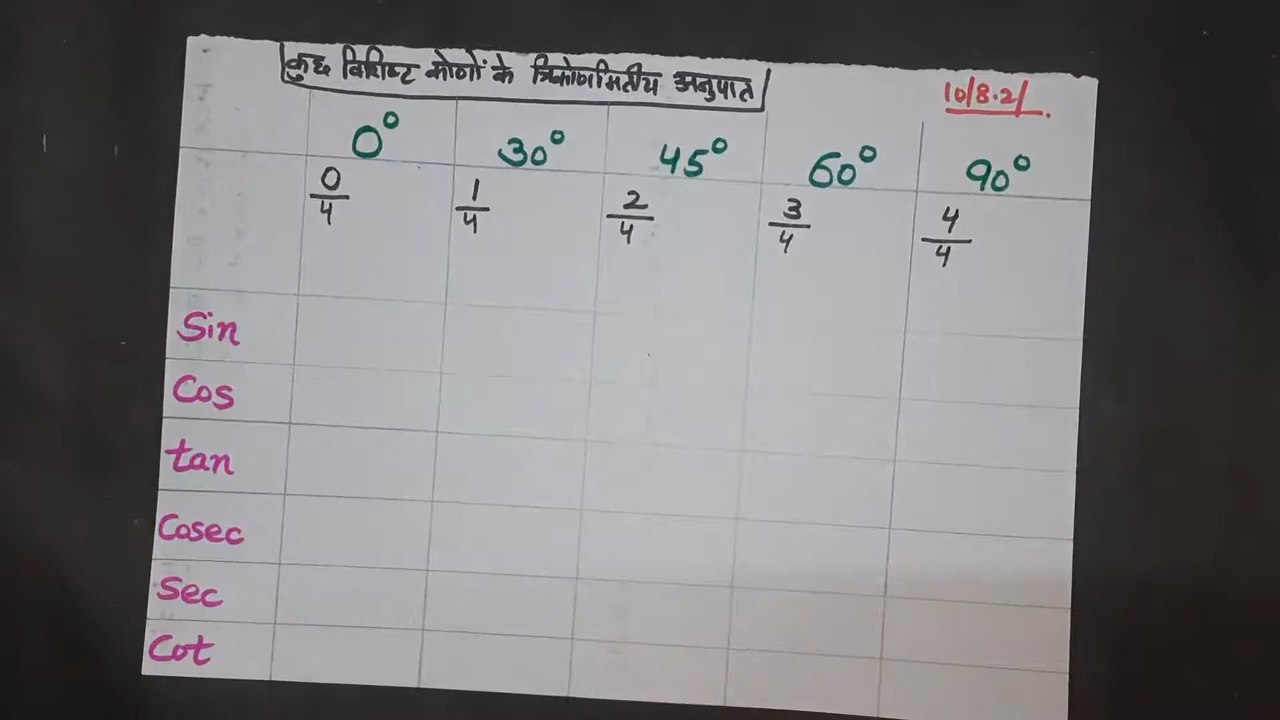 कुछ विशिष्ट कोणों के त्रिकोणमितीय अनुपात
10/8.21
0° 30° 45° 60° 90°
0/4 1/4 2/4 3/4 4/4
Sin
Cos
tan
Cosec
Sec
Cot